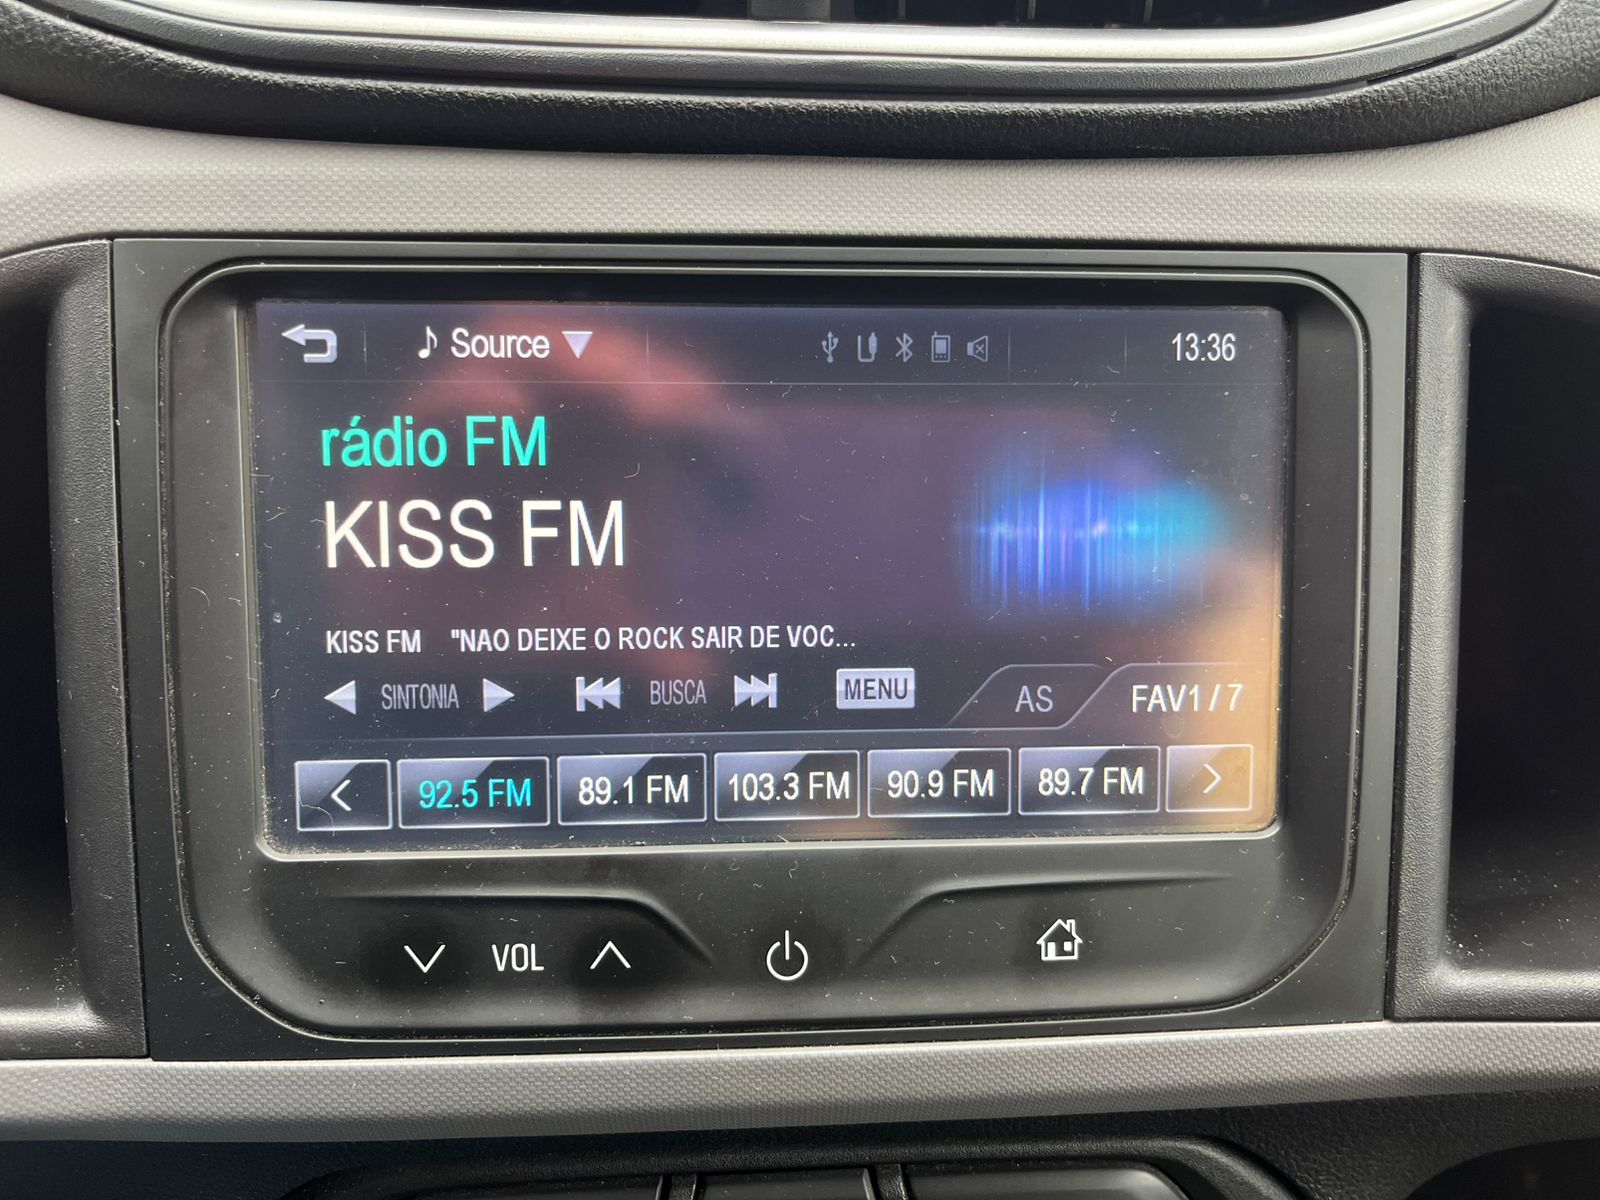 Source 13:36
rádio FM
KISS FM
KISS FM "NAO DEIXE O ROCK SAIR DE VOC...
SINTONIA BUSCA MENU AS FAV1 / 7
< 92.5 FM 89.1 FM 103.3 FM 90.9 FM 89.7 FM >
VOL